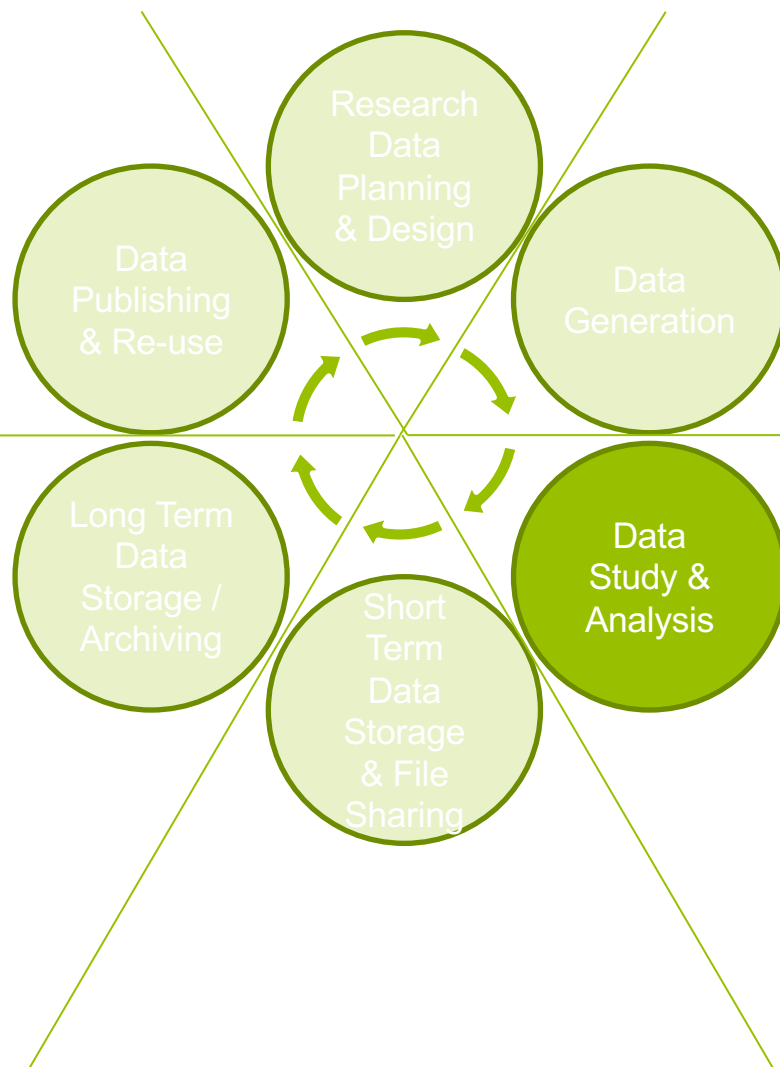 Research
Data
Planning
& Design
Data
Generation
Data
Study &
Analysis
Short
Term
Data
Storage
& File
Sharing
Long Term
Data
Storage /
Archiving
Data
Publishing
& Re-use